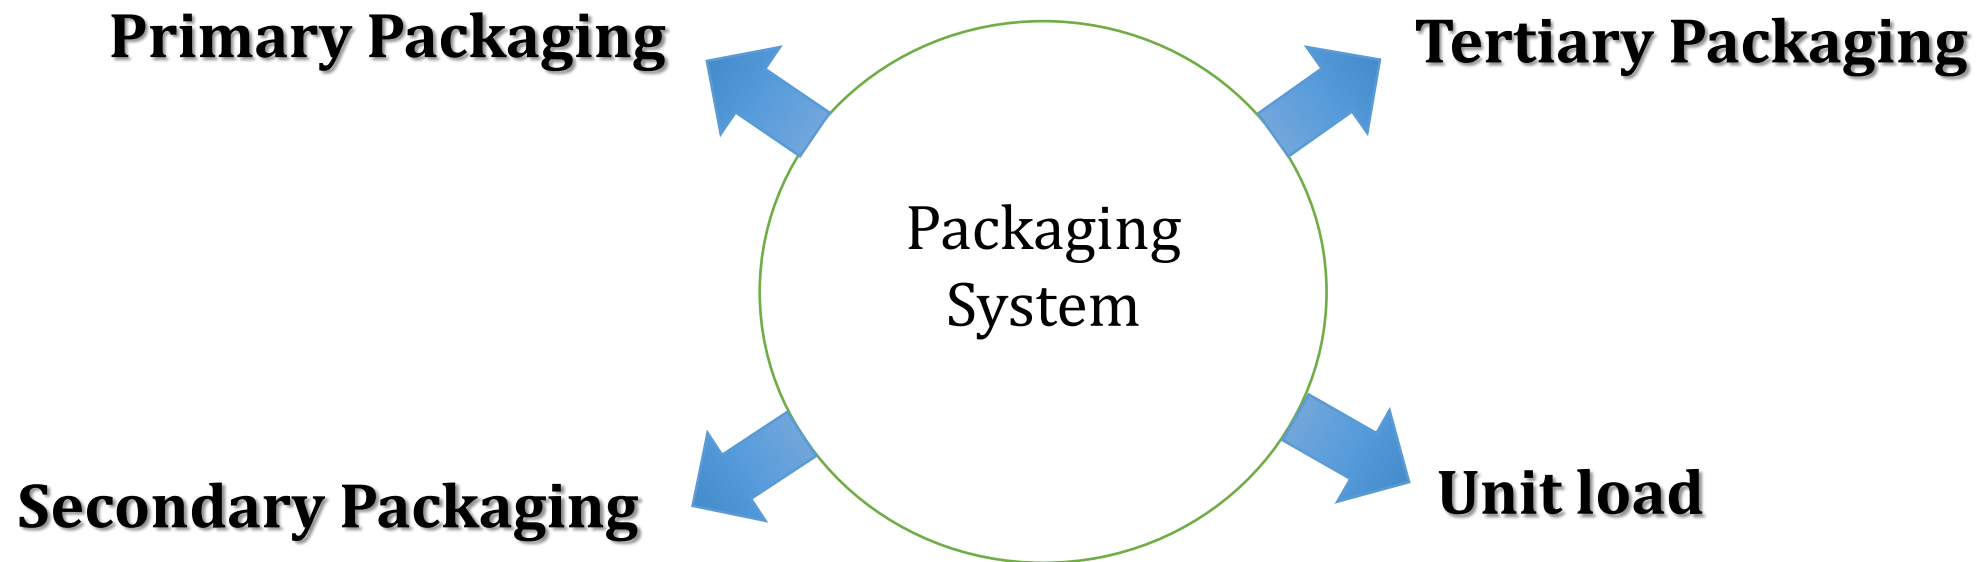 Primary Packaging
Tertiary Packaging
Packaging
System
Secondary Packaging
Unit load